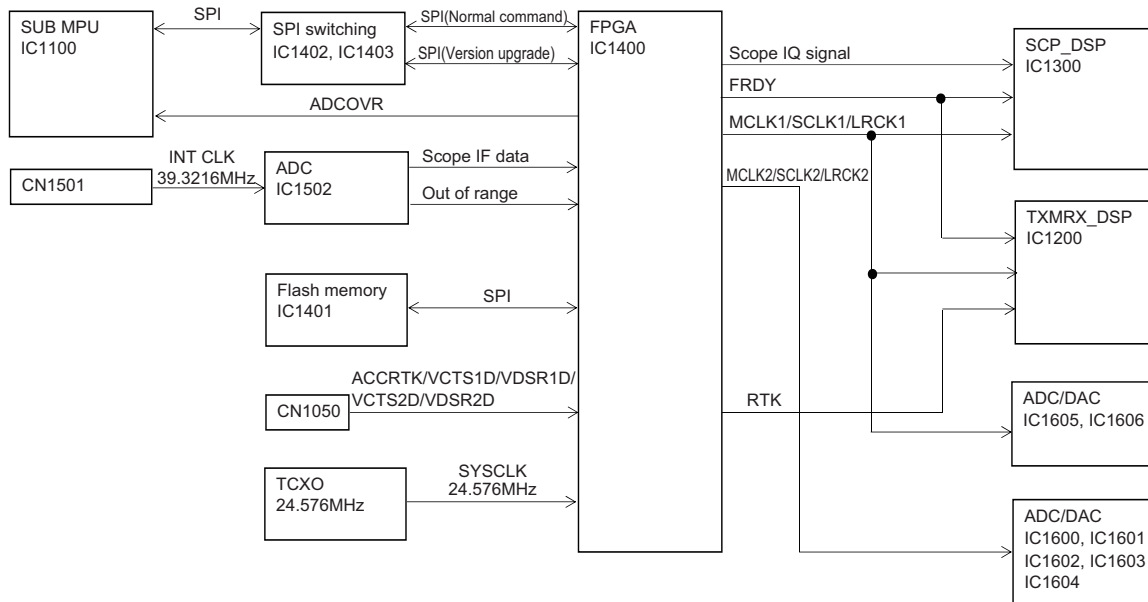 SUB MPU
IC1100
SPI
SPI switching
IC1402, IC1403
SPI(Normal command)
SPI(Version upgrade)
ADCOVR
FPGA
IC1400
Scope IQ signal
FRDY
MCLK1/SCLK1/LRCK1
MCLK2/SCLK2/LRCK2
SCP_DSP
IC1300
CN1501
INT CLK
39.3216MHz
ADC
IC1502
Scope IF data
Out of range
TXMRX_DSP
IC1200
Flash memory
IC1401
SPI
CN1050
ACCRTK/VCTS1D/VDSR1D/
VCTS2D/VDSR2D
RTK
ADC/DAC
IC1605, IC1606
TCXO
24.576MHz
SYSCLK
24.576MHz
ADC/DAC
IC1600, IC1601
IC1602, IC1603
IC1604